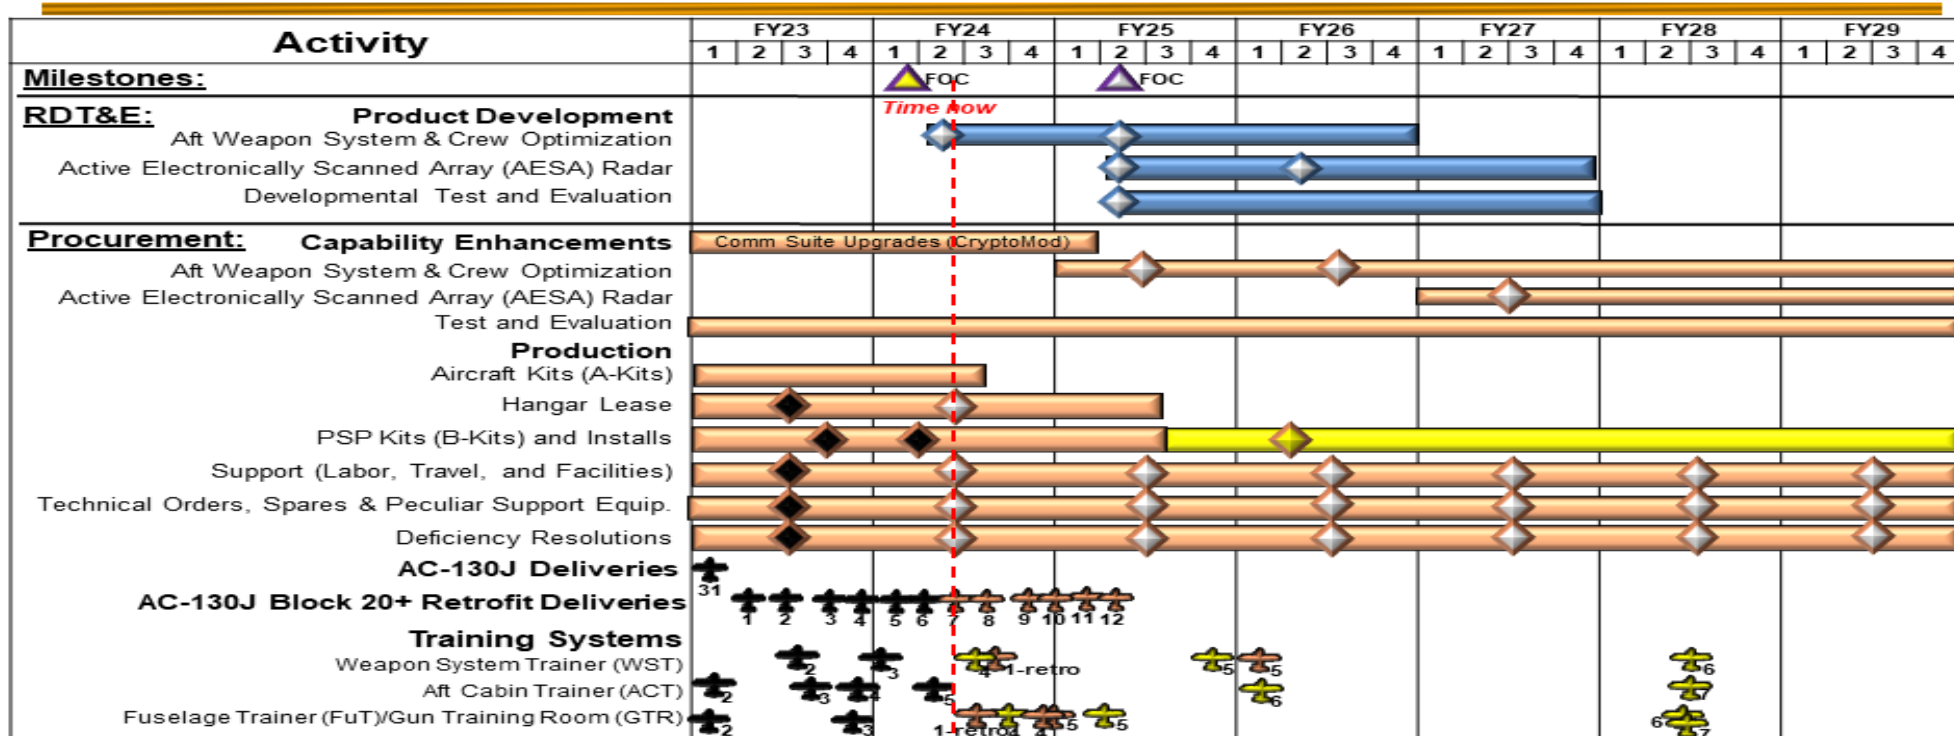 Activity
FY23 FY24 FY25 FY26 FY27 FY28 FY29
1 2 3 4 1 2 3 4 1 2 3 4 1 2 3 4 1 2 3 4 1 2 3 4 1 2 3 4
Milestones: FOC FOC
Time now
RDT&E: Product Development
Aft Weapon System & Crew Optimization
Active Electronically Scanned Array (AESA) Radar
Developmental Test and Evaluation
Procurement: Capability Enhancements Comm Suite Upgrades (CryptoMod)
Aft Weapon System & Crew Optimization
Active Electronically Scanned Array (AESA) Radar
Test and Evaluation
Production
Aircraft Kits (A-Kits)
Hangar Lease
PSP Kits (B-Kits) and Installs
Support (Labor, Travel, and Facilities)
Technical Orders, Spares & Peculiar Support Equip.
Deficiency Resolutions
AC-130J Deliveries 31
AC-130J Block 20+ Retrofit Deliveries 1 2 3 4 5 6 7 8 9 10 11 12
Training Systems
Weapon System Trainer (WST) 2 3 4 1-retro 5 5 6
Aft Cabin Trainer (ACT) 2 3 4 5 6 7
Fuselage Trainer (FuT)/Gun Training Room (GTR) 2 3 1-retro 4 4 5 5 6 7